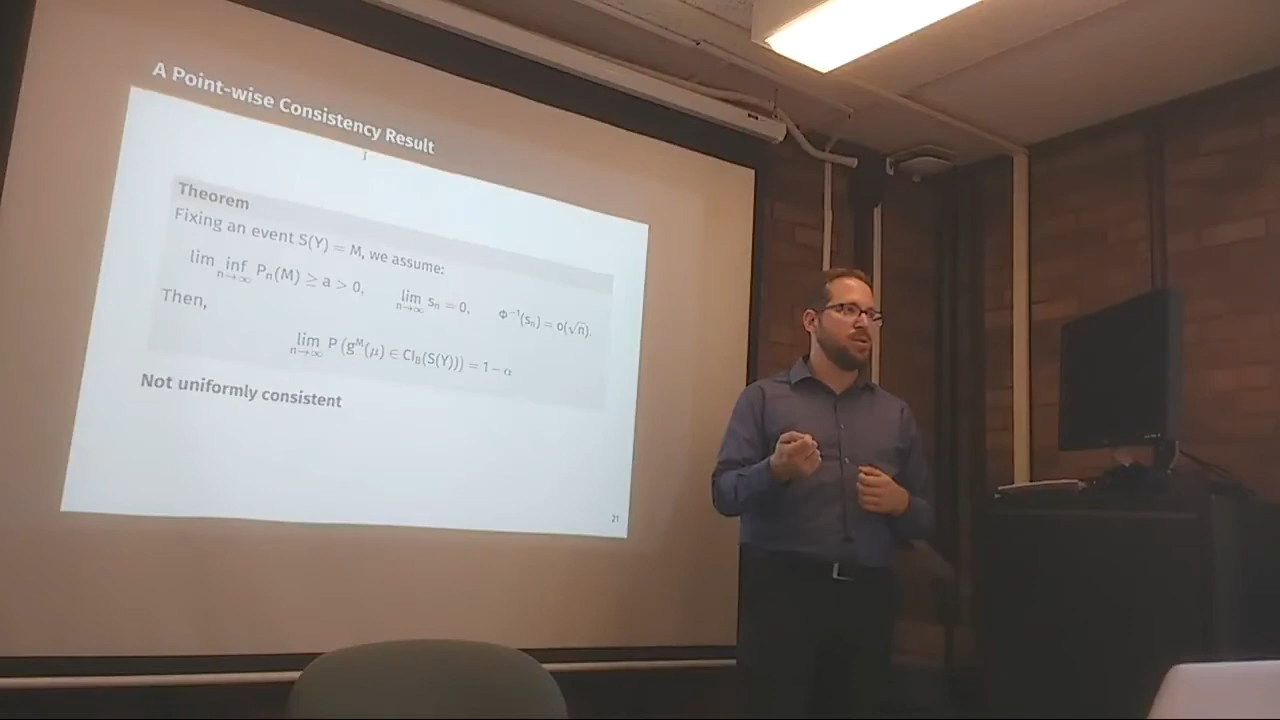 A Point-wise Consistency Result
Theorem
Fixing an event S(Y) = M, we assume:
lim inf n→∞ Pₙ(M) ≥ a > 0, lim n→∞ sₙ = 0, Φ⁻¹(sₙ) = o(√n).
Then,
lim n→∞ P (gᴹ(μ) ∈ CI_B(S(Y))) = 1 − α
Not uniformly consistent
21